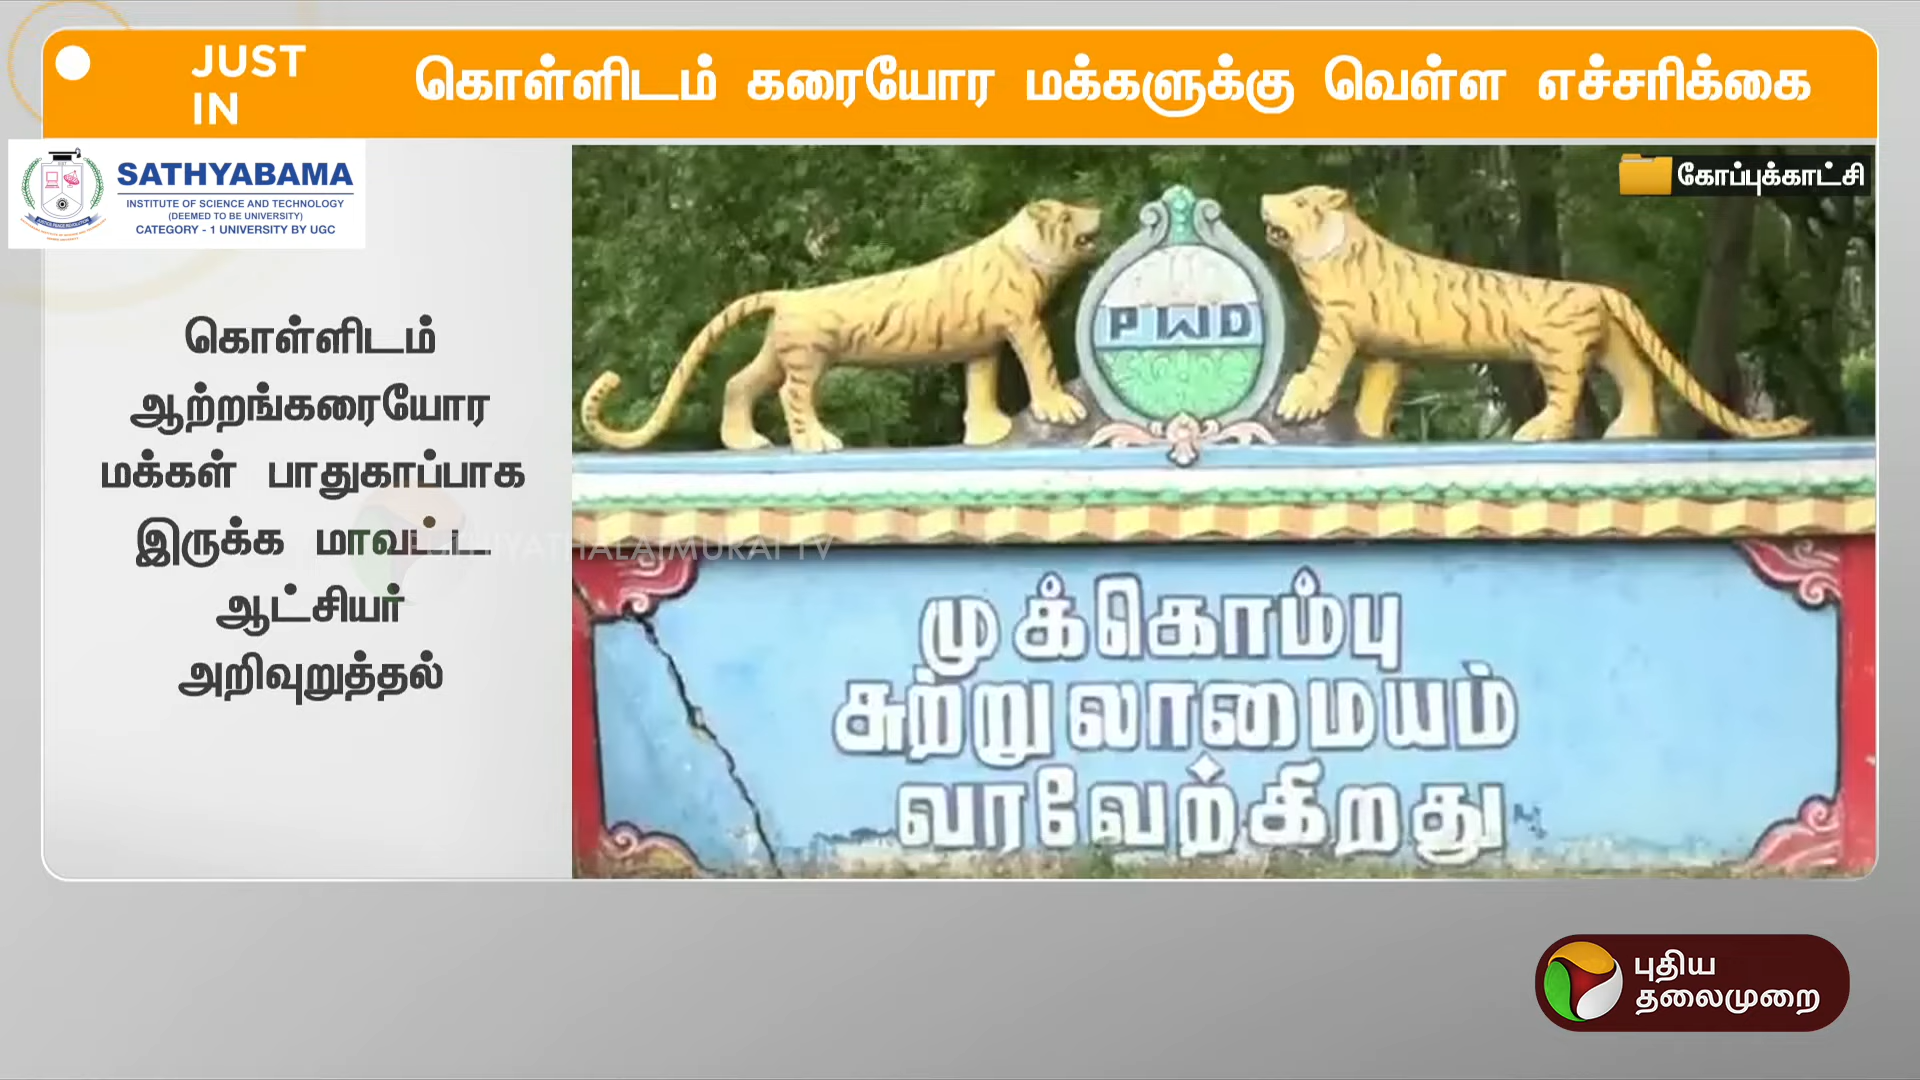 JUST
IN
கொள்ளிடம் கரையோர மக்களுக்கு வெள்ள எச்சரிக்கை
SATHYABAMA
INSTITUTE OF SCIENCE AND TECHNOLOGY
(DEEMED TO BE UNIVERSITY)
CATEGORY - 1 UNIVERSITY BY UGC
கோப்புக்காட்சி
கொள்ளிடம்
ஆற்றங்கரையோர
மக்கள் பாதுகாப்பாக
இருக்க மாவட்ட
ஆட்சியர்
அறிவுறுத்தல்
PUTHIYATHALAIMURAI TV
PWD
முக்கொம்பு
சுற்றுலாமையம்
வரவேற்கிறது
புதிய
தலைமுறை